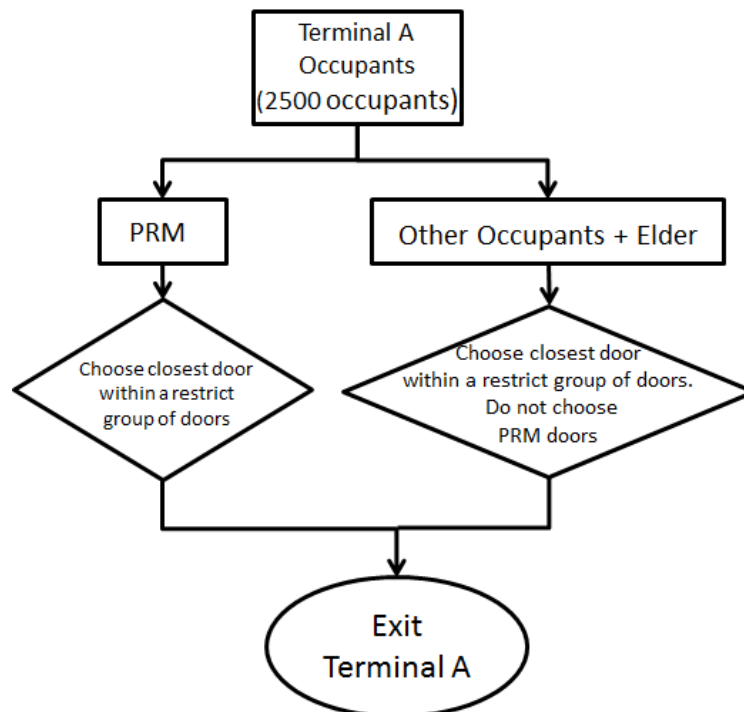 Terminal A
Occupants
(2500 occupants)
PRM
Other Occupants + Elder
Choose closest door
within a restrict
group of doors
Choose closest door
within a restrict group of doors.
Do not choose
PRM doors
Exit
Terminal A